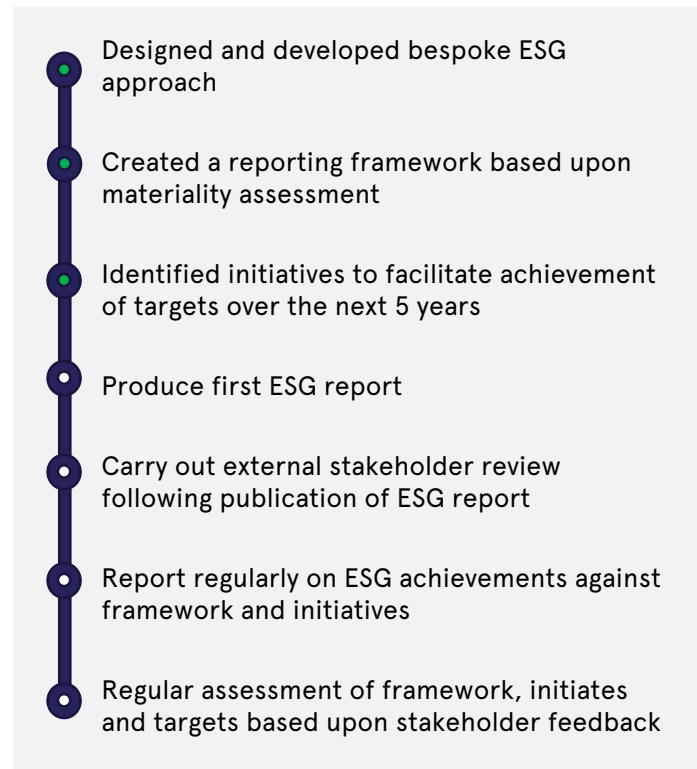 Designed and developed bespoke ESG
approach
Created a reporting framework based upon
materiality assessment
Identified initiatives to facilitate achievement
of targets over the next 5 years
Produce first ESG report
Carry out external stakeholder review
following publication of ESG report
Report regularly on ESG achievements against
framework and initiatives
Regular assessment of framework, initiates
and targets based upon stakeholder feedback